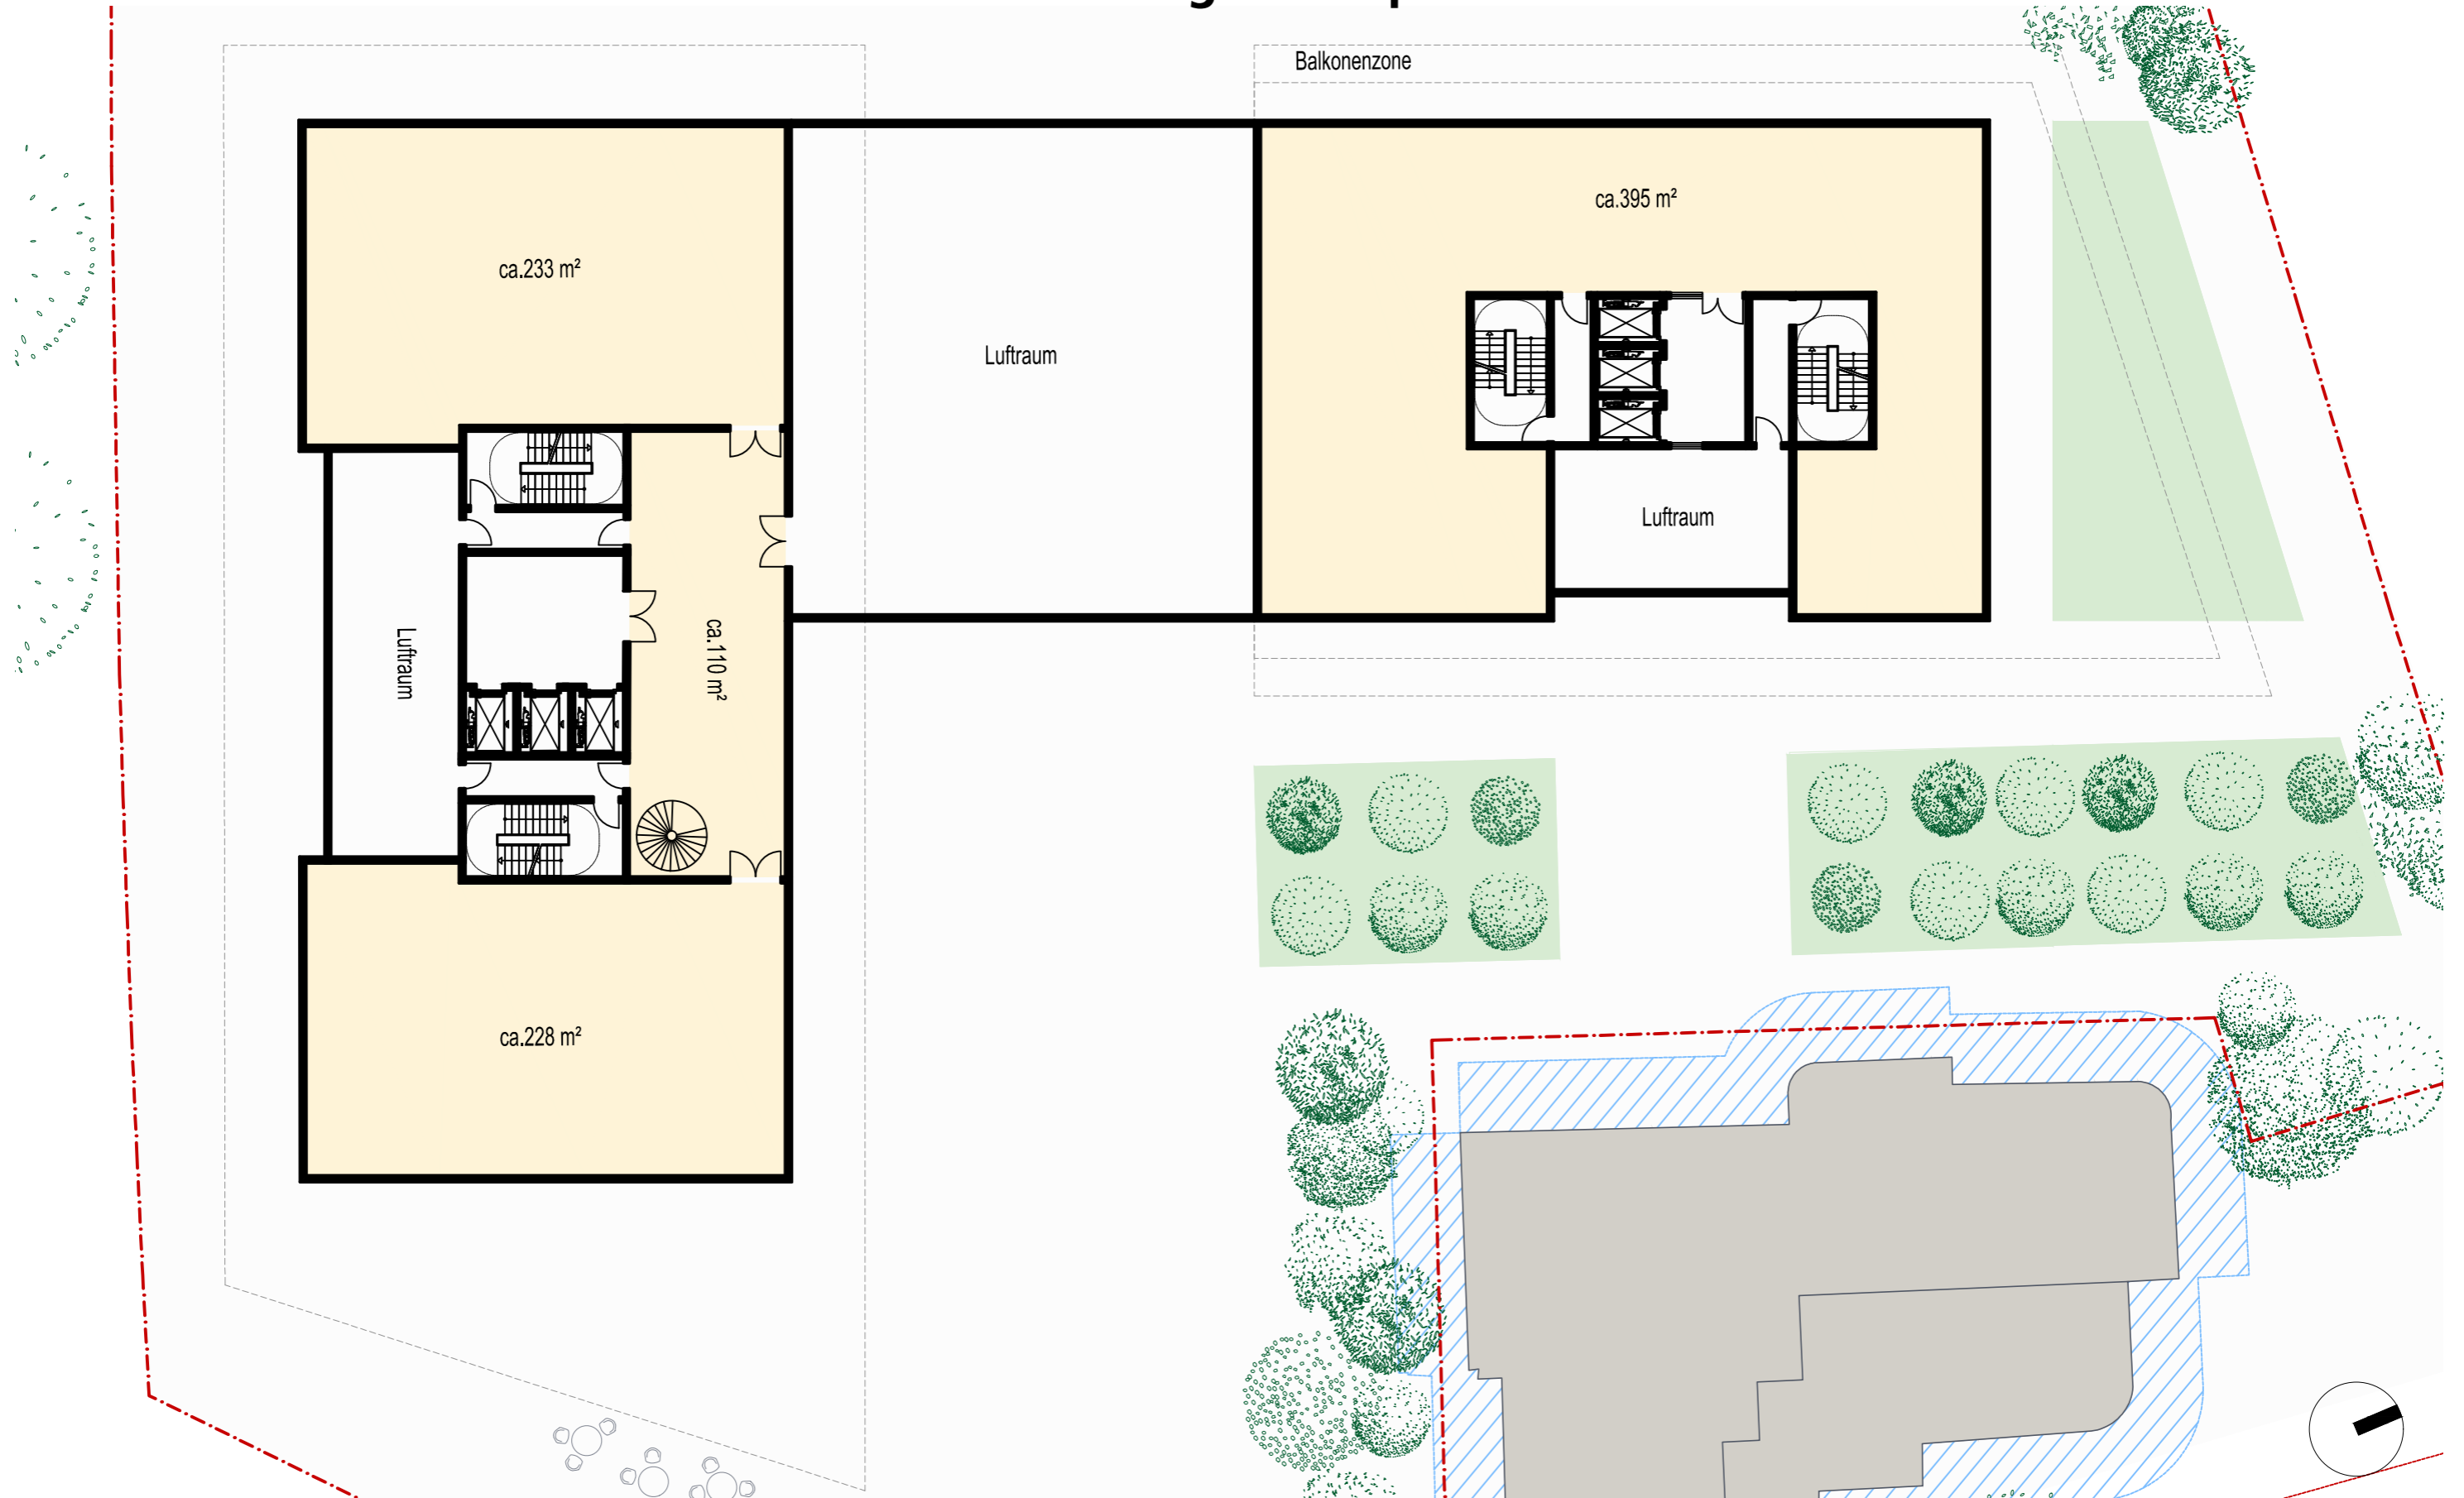 Balkonenzone
ca.395 m²
ca.233 m²
Luftraum
Luftraum
Luftraum
ca.110 m²
ca.228 m²